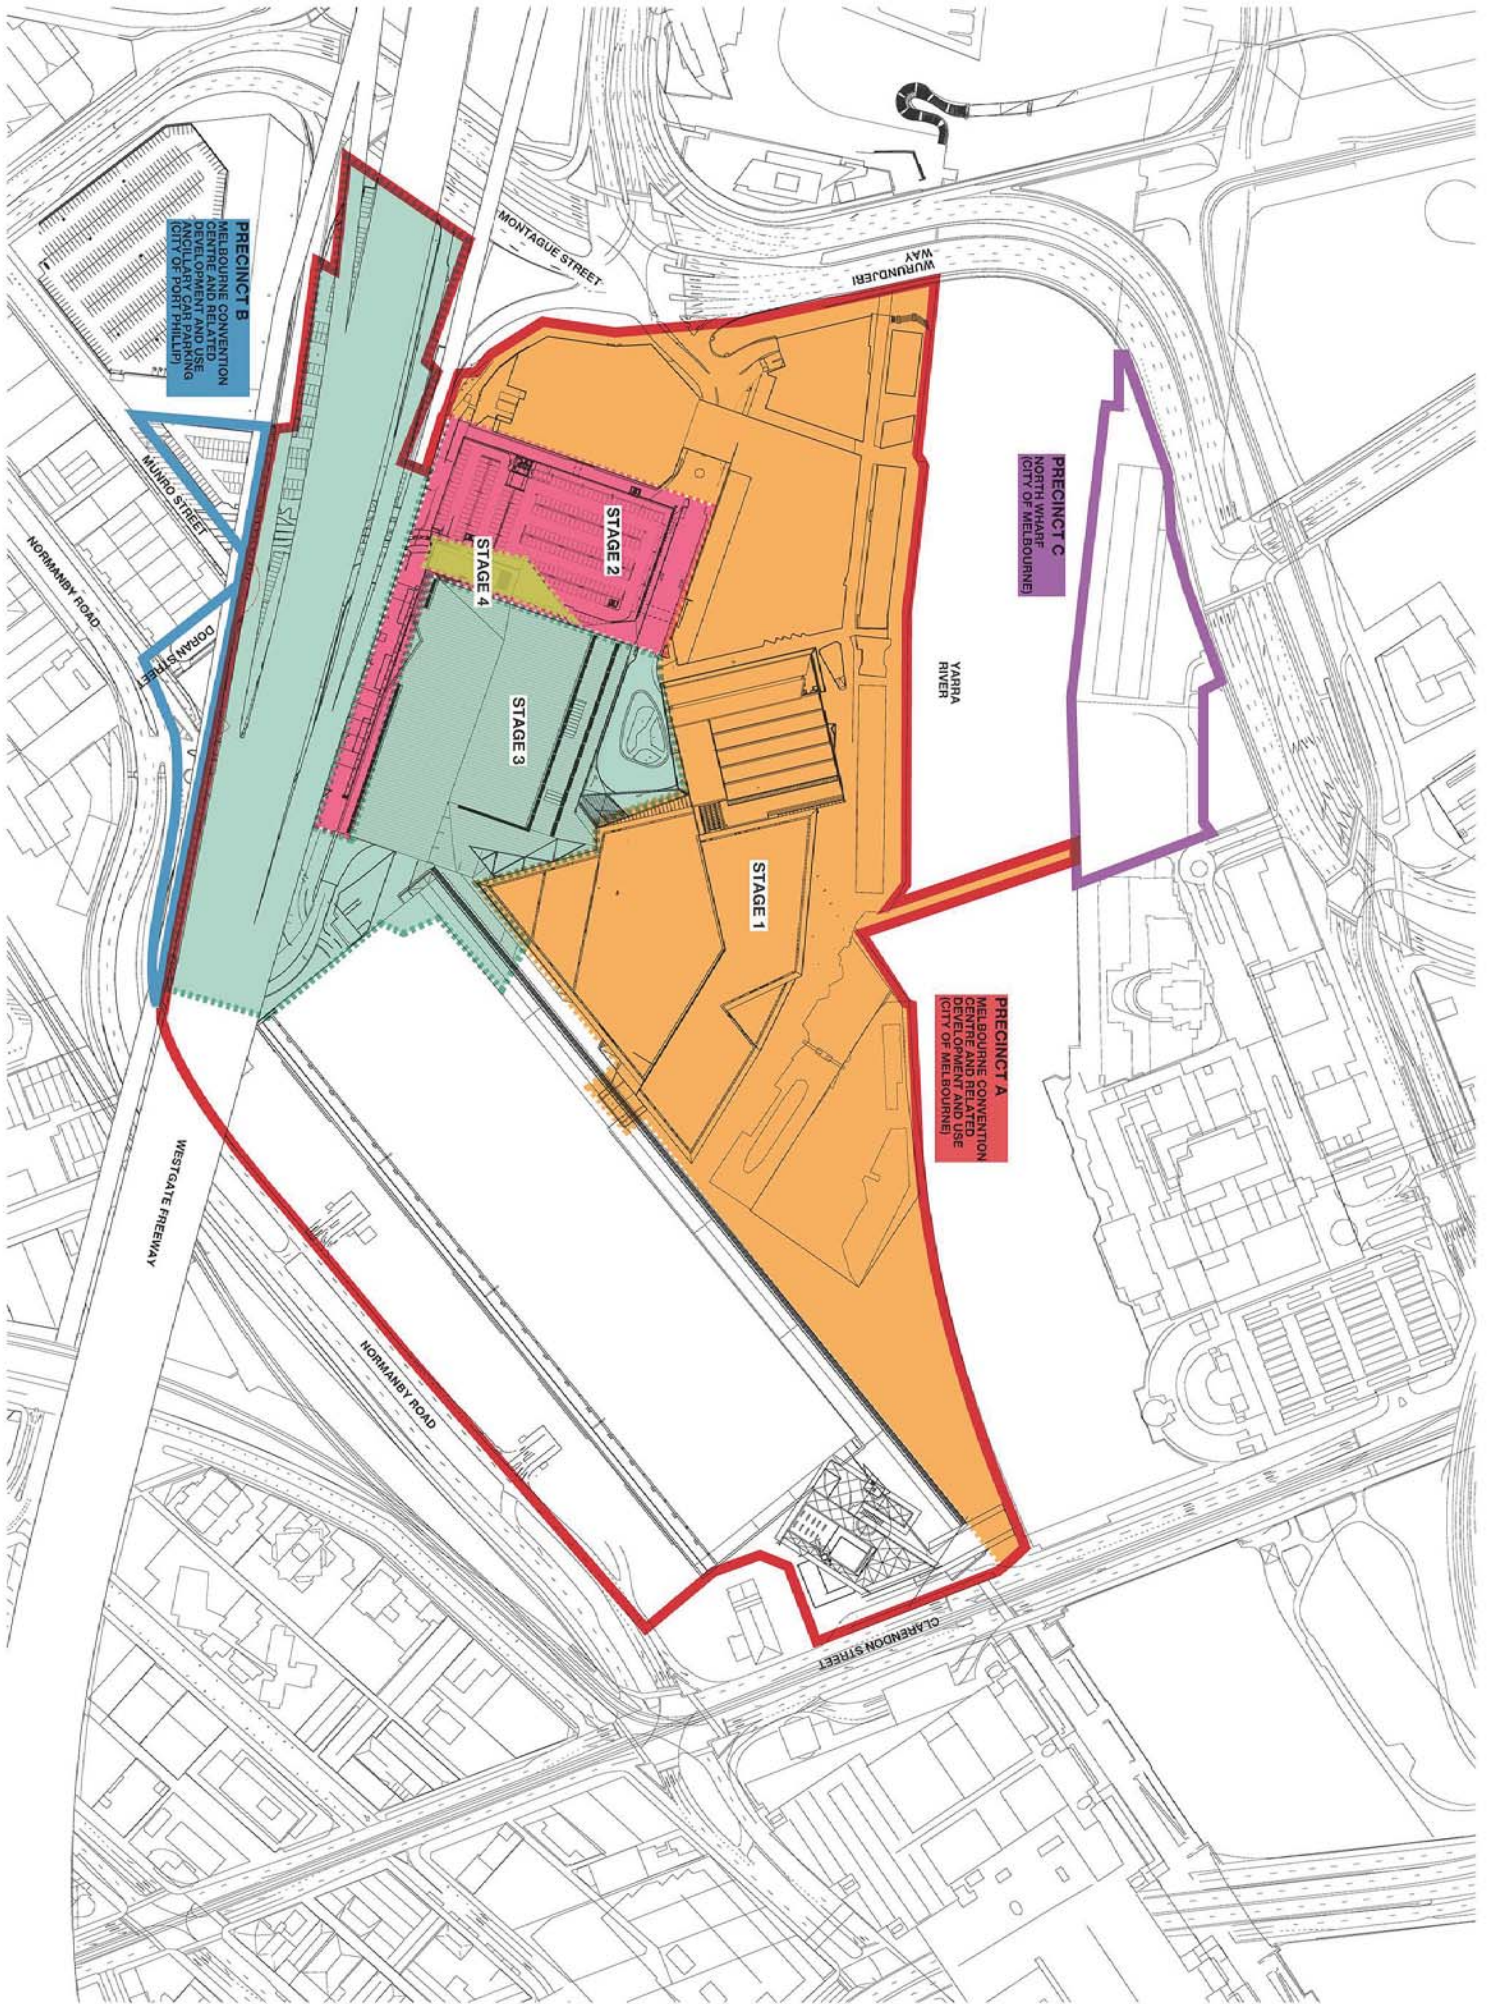 PRECINCT C
NORTH WHARF
(CITY OF MELBOURNE)
PRECINCT A
MELBOURNE CONVENTION
CENTRE AND RELATED
DEVELOPMENT AND USE
(CITY OF MELBOURNE)
YARRA
RIVER
WURUNDJERI
WAY
STAGE 1
CLARENDON STREET
MONTAGUE STREET
STAGE 2
STAGE 3
STAGE 4
NORMANBY ROAD
PRECINCT B
MELBOURNE CONVENTION
CENTRE AND RELATED
DEVELOPMENT AND USE
ANCILLARY CAR PARKING
(CITY OF PORT PHILLIP)
MUNRO STREET
DORAN STREET
WESTGATE FREEWAY
NORMANBY ROAD